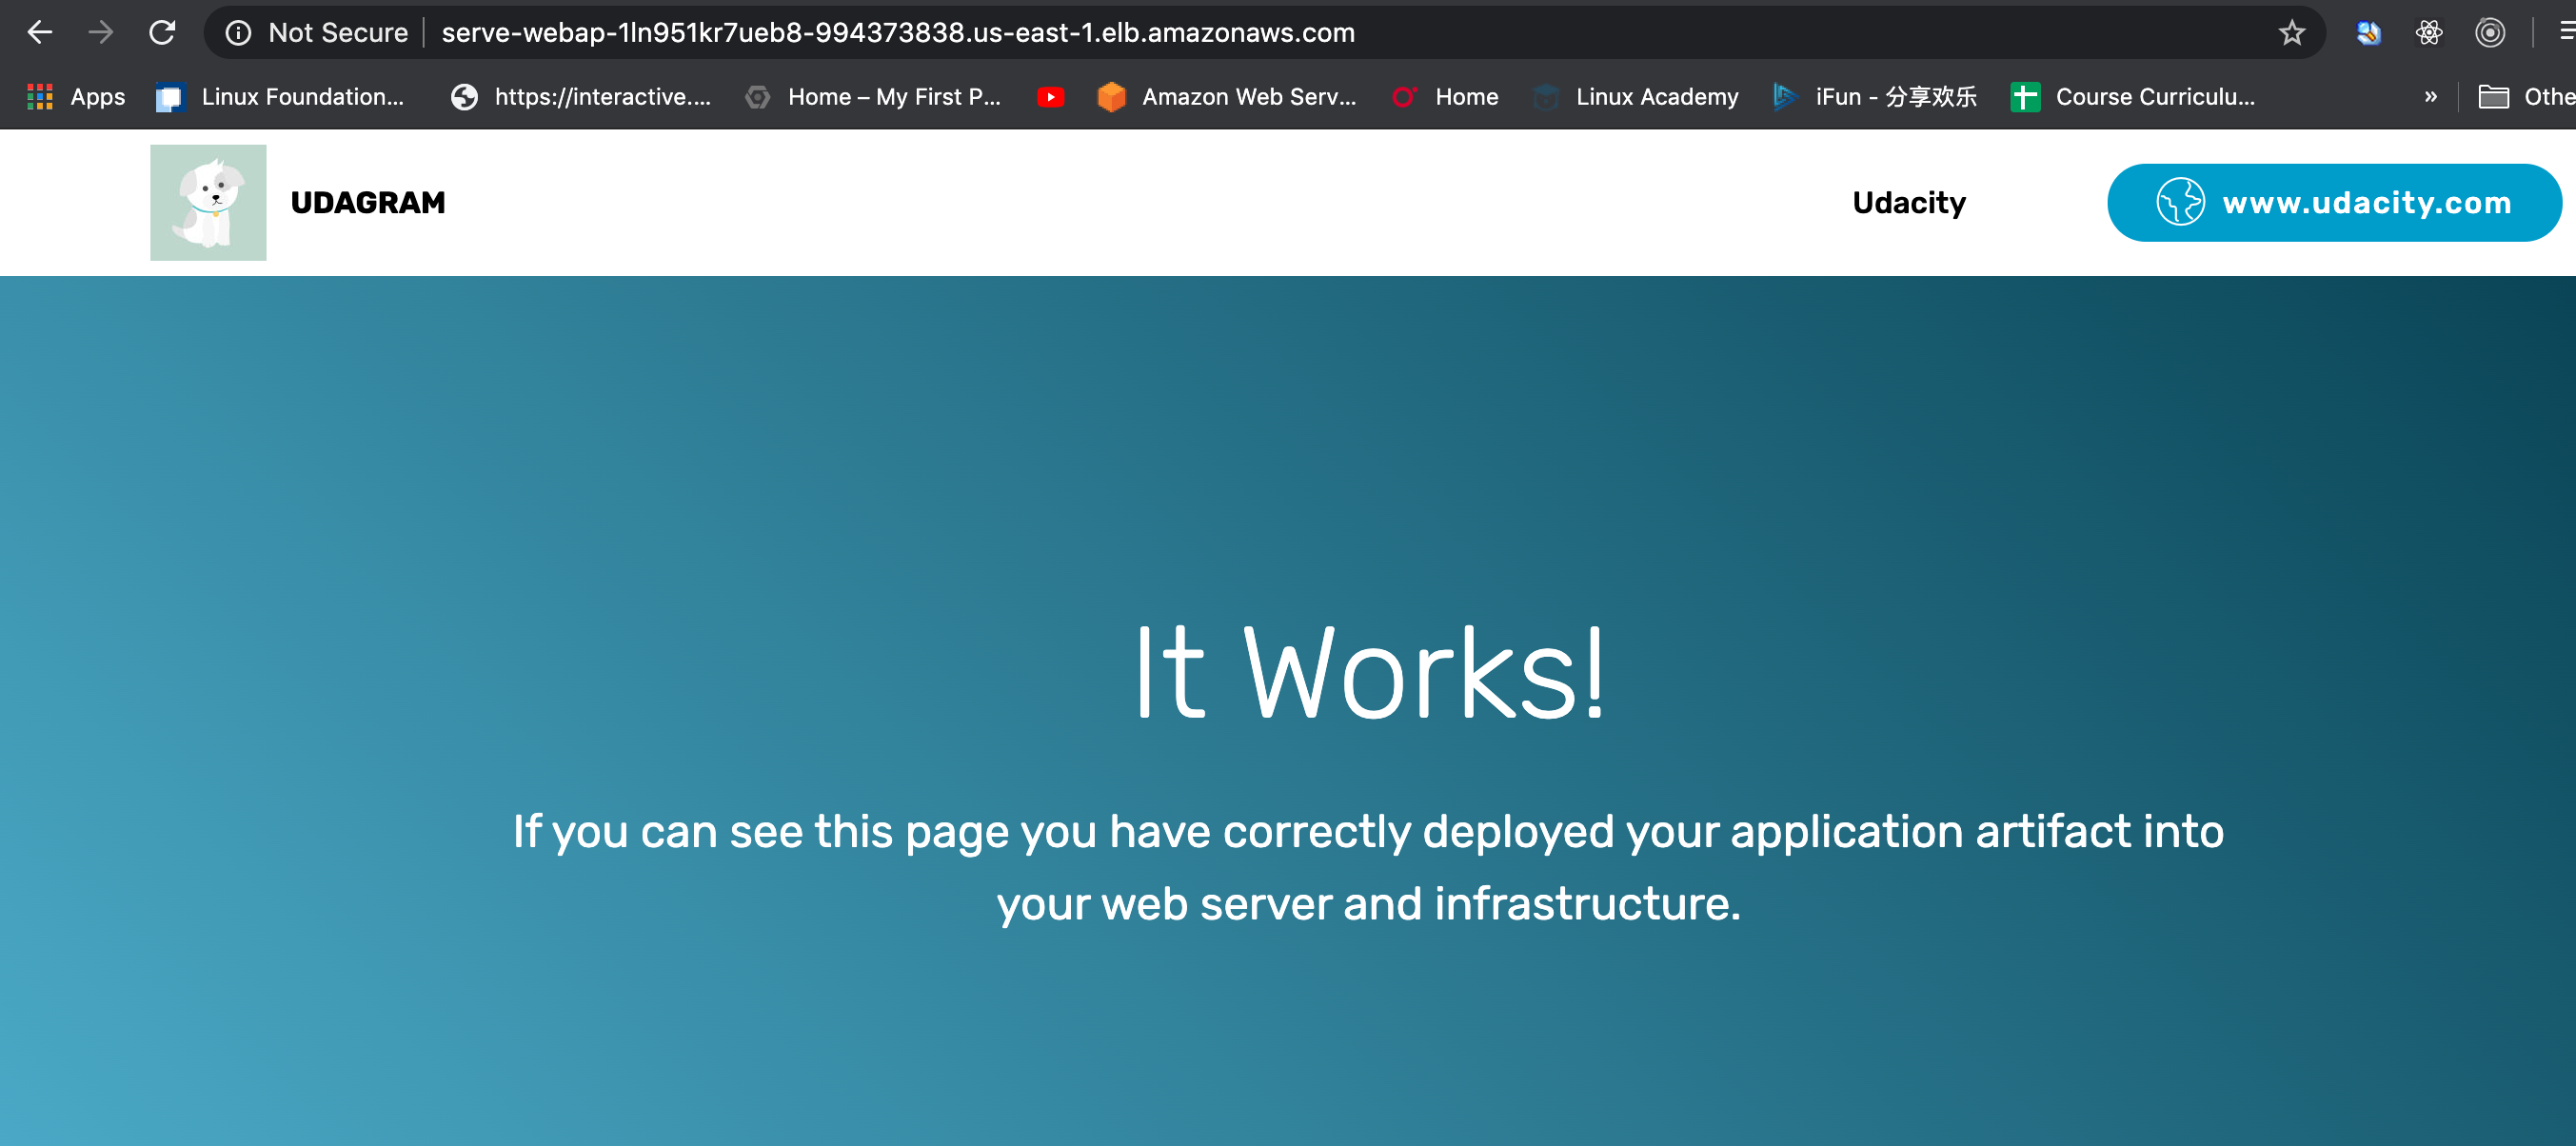 Not Secure serve-webap-1ln951kr7ueb8-994373838.us-east-1.elb.amazonaws.com
Apps Linux Foundation... https://interactive.... Home – My First P... Amazon Web Serv... Home Linux Academy iFun - 分享欢乐 Course Curriculu... » Othe
UDAGRAM Udacity www.udacity.com
It Works!
If you can see this page you have correctly deployed your application artifact into
your web server and infrastructure.